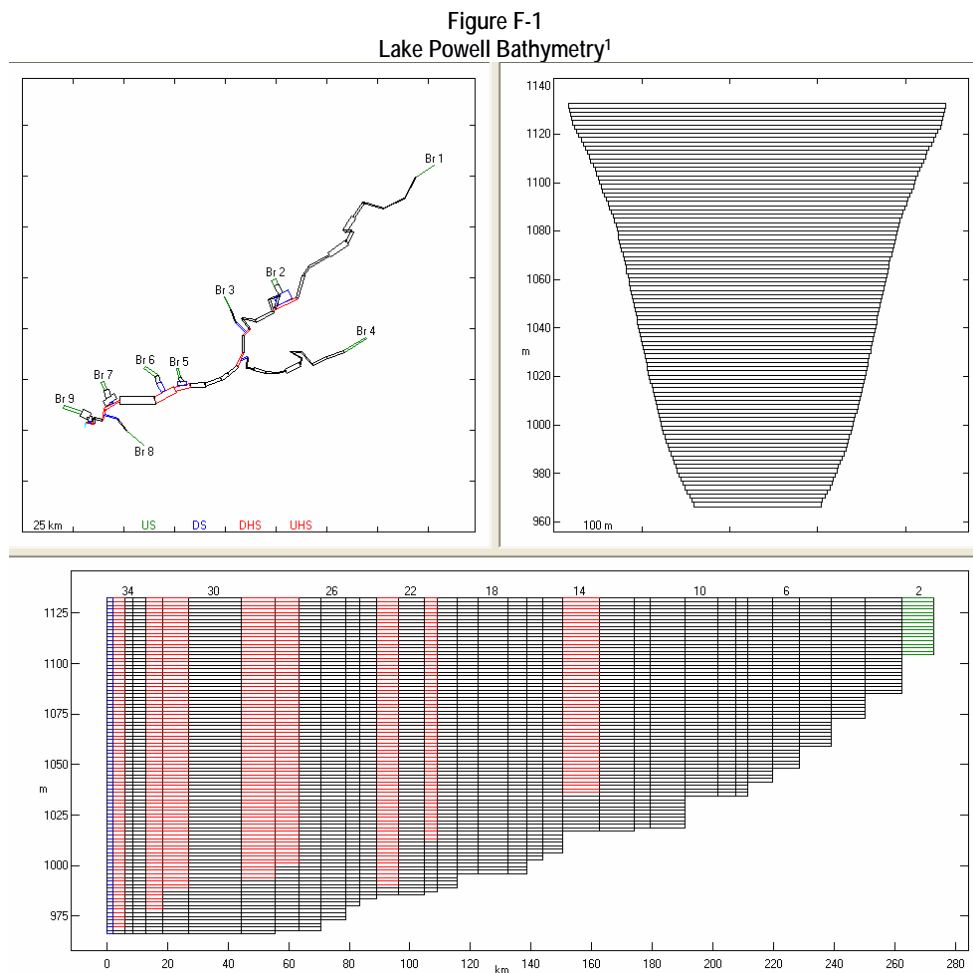 Figure F-1
Lake Powell Bathymetry¹
Br 1
Br 2
Br 3
Br 4
Br 6
Br 5
Br 7
Br 9
Br 8
25 km US DS DHS UHS
1140
1120
1100
1080
1060
1040
m
1020
1000
980
960
100 m
34 30 26 22 18 14 10 6 2
1125
1100
1075
1050
m
1025
1000
975
0 20 40 60 80 100 120 140 160 180 200 220 240 260 280
km